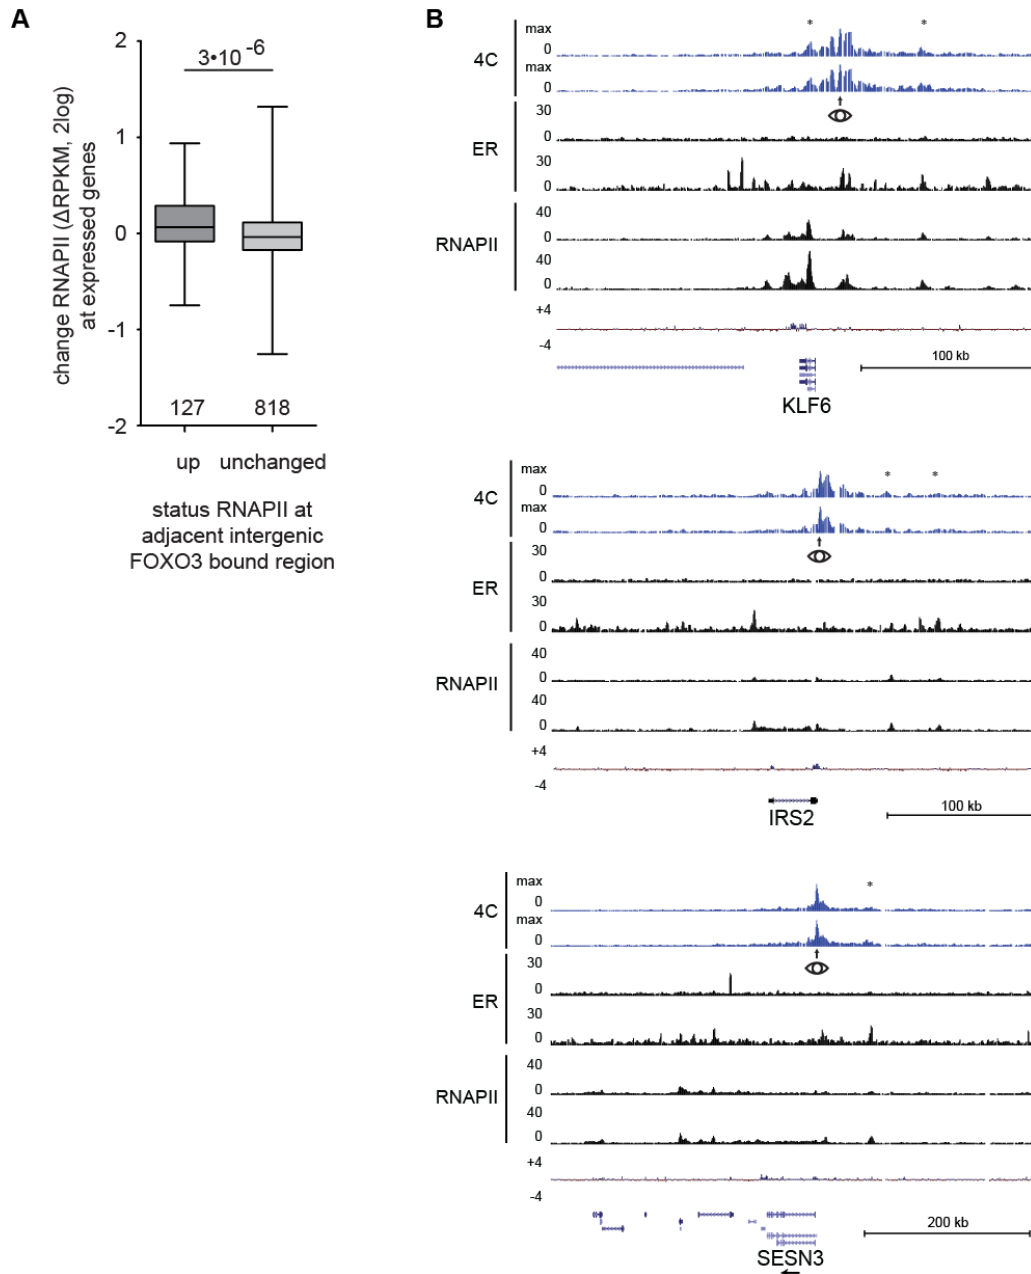 A
2
1
0
-1
-2
change RNAPII (ΔRPKM, 2log)
at expressed genes
3•10 -6
127 818
up unchanged
status RNAPII at
adjacent intergenic
FOXO3 bound region
B
4C
max
0
max
0
* *
ER
30
0
30
0
RNAPII
40
0
40
0
+4
-4
100 kb
KLF6
4C
max
0
max
0
* *
ER
30
0
30
0
RNAPII
40
0
40
0
+4
-4
100 kb
IRS2
4C
max
0
max
0
*
ER
30
0
30
0
RNAPII
40
0
40
0
+4
-4
200 kb
SESN3